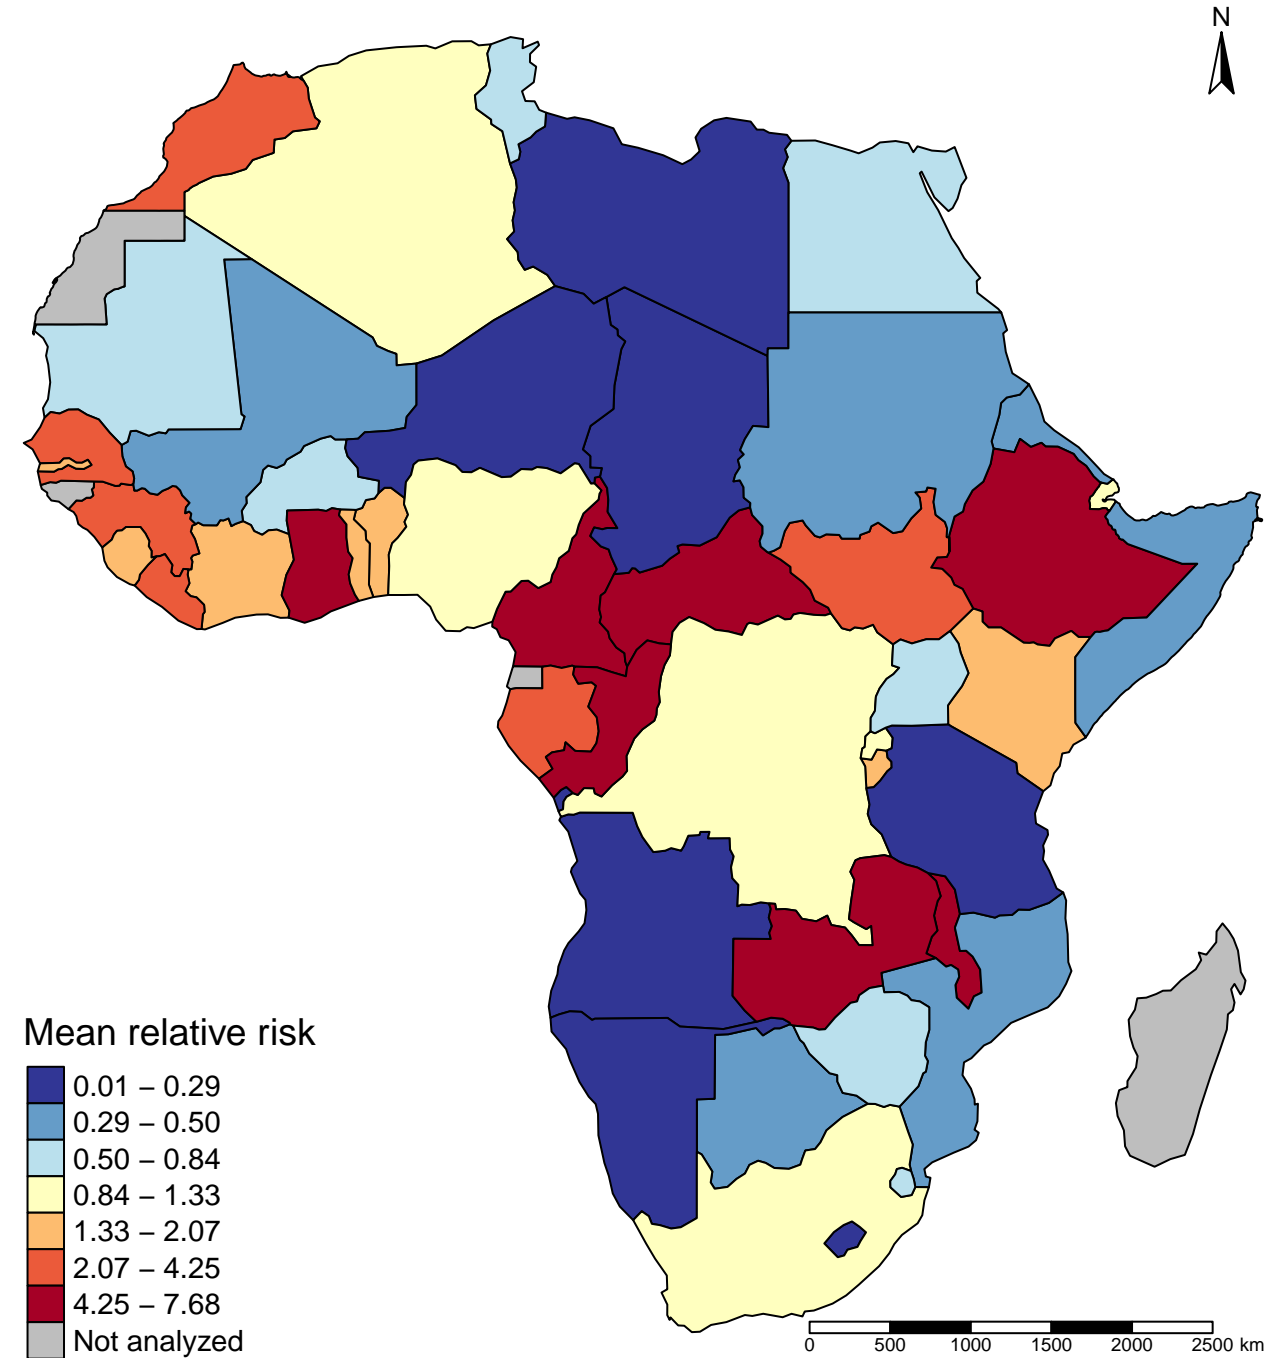 N
Mean relative risk
0.01 – 0.29
0.29 – 0.50
0.50 – 0.84
0.84 – 1.33
1.33 – 2.07
2.07 – 4.25
4.25 – 7.68
Not analyzed
0 500 1000 1500 2000 2500 km